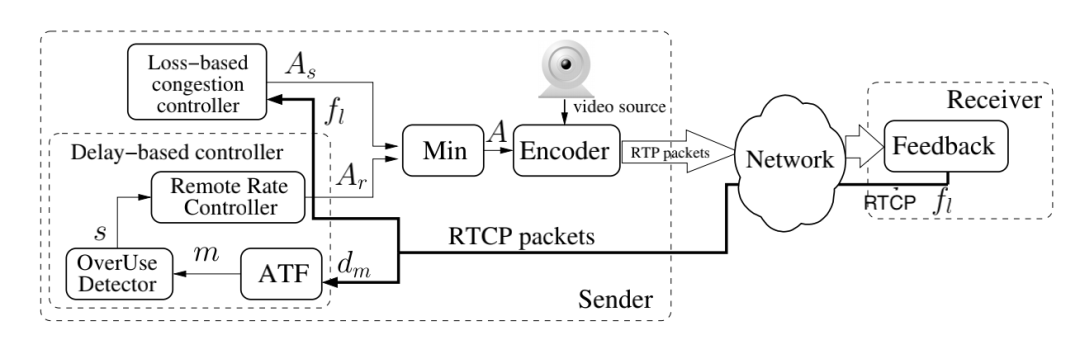 Loss-based
congestion
controller
A_s
f_l
Delay-based controller
Remote Rate
Controller
A_r
s
OverUse
Detector
m
ATF
d_m
Min
A
Encoder
video source
RTP packets
Network
Receiver
Feedback
RTCP
f_l
RTCP packets
Sender